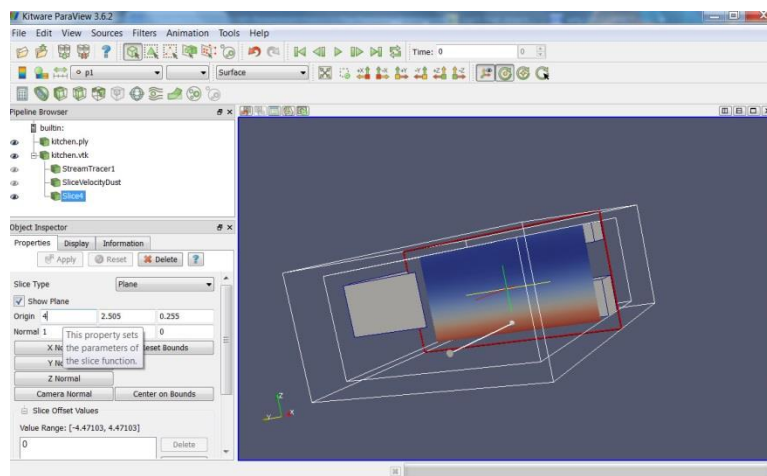 Kitware ParaView 3.6.2
File Edit View Sources Filters Animation Tools Help
Time: 0 0
p1 Surface
Pipeline Browser
builtin:
kitchen.ply
kitchen.vtk
StreamTracer1
SliceVelocityDust
Slice4
Object Inspector
Properties Display Information
Apply Reset Delete ?
Slice Type Plane
Show Plane
Origin 4 2.505 0.255
Normal 1 0
This property sets
the parameters of
the slice function.
X No eset Bounds
Y No
Z Normal
Camera Normal Center on Bounds
Slice Offset Values
Value Range: [-4.47103, 4.47103]
0 Delete
Z
Y X